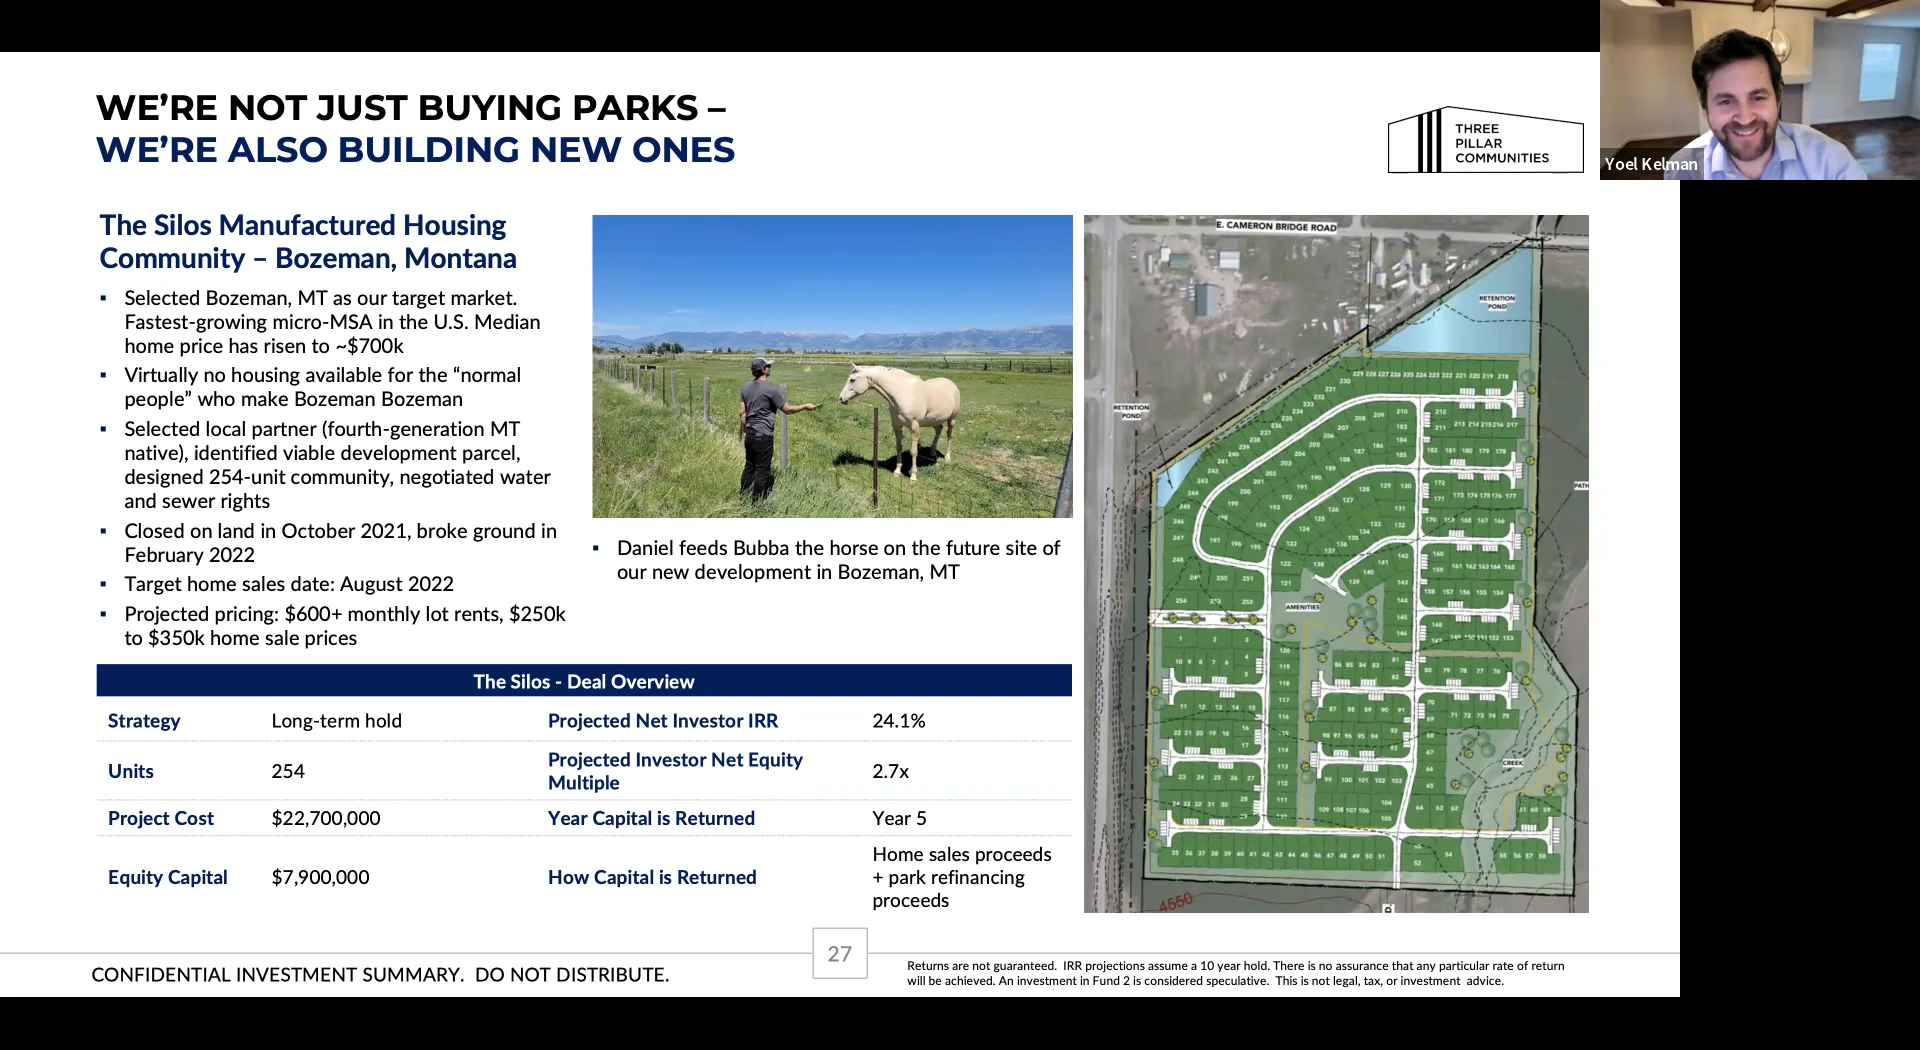 WE’RE NOT JUST BUYING PARKS –
WE’RE ALSO BUILDING NEW ONES
THREE
PILLAR
COMMUNITIES
Yoel Kelman
The Silos Manufactured Housing
Community – Bozeman, Montana
▪ Selected Bozeman, MT as our target market.
Fastest-growing micro-MSA in the U.S. Median
home price has risen to ~$700k
▪ Virtually no housing available for the “normal
people” who make Bozeman Bozeman
▪ Selected local partner (fourth-generation MT
native), identified viable development parcel,
designed 254-unit community, negotiated water
and sewer rights
▪ Closed on land in October 2021, broke ground in
February 2022
▪ Target home sales date: August 2022
▪ Projected pricing: $600+ monthly lot rents, $250k
to $350k home sale prices
▪ Daniel feeds Bubba the horse on the future site of
our new development in Bozeman, MT
E. CAMERON BRIDGE ROAD
RETENTION
POND
RETENTION
POND
AMENITIES
CREEK
4550
The Silos - Deal Overview
Strategy Long-term hold Projected Net Investor IRR 24.1%
Units 254 Projected Investor Net Equity
Multiple 2.7x
Project Cost $22,700,000 Year Capital is Returned Year 5
Equity Capital $7,900,000 How Capital is Returned Home sales proceeds
+ park refinancing
proceeds
27
CONFIDENTIAL INVESTMENT SUMMARY. DO NOT DISTRIBUTE.
Returns are not guaranteed. IRR projections assume a 10 year hold. There is no assurance that any particular rate of return
will be achieved. An investment in Fund 2 is considered speculative. This is not legal, tax, or investment advice.